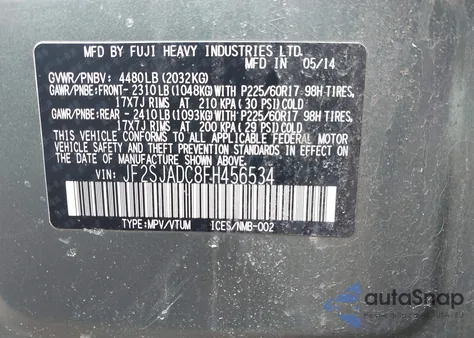 MFD BY FUJI HEAVY INDUSTRIES LTD.
MFD IN 05/14
GVWR/PNBV: 4480LB (2032KG)
GAWR/PNBE:FRONT-2310LB(1048KG)WITH P225/60R17 98H TIRES,
17X7J RIMS AT 210 KPA (30 PSI) COLD
GAWR/PNBE:REAR -2410LB(1093KG)WITH P225/60R17 98H TIRES,
17X7J RIMS AT 200 KPA (29 PSI) COLD
THIS VEHICLE CONFORMS TO ALL APPLICABLE FEDERAL MOTOR
VEHICLE SAFETY AND BUMPER STANDARDS IN EFFECT ON THE
DATE OF MANUFACTURE SHOWN ABOVE.
VIN: JF2SJADC8FH456534
TYPE:MPV/VTUM ICES/NMB-002
autoSnap